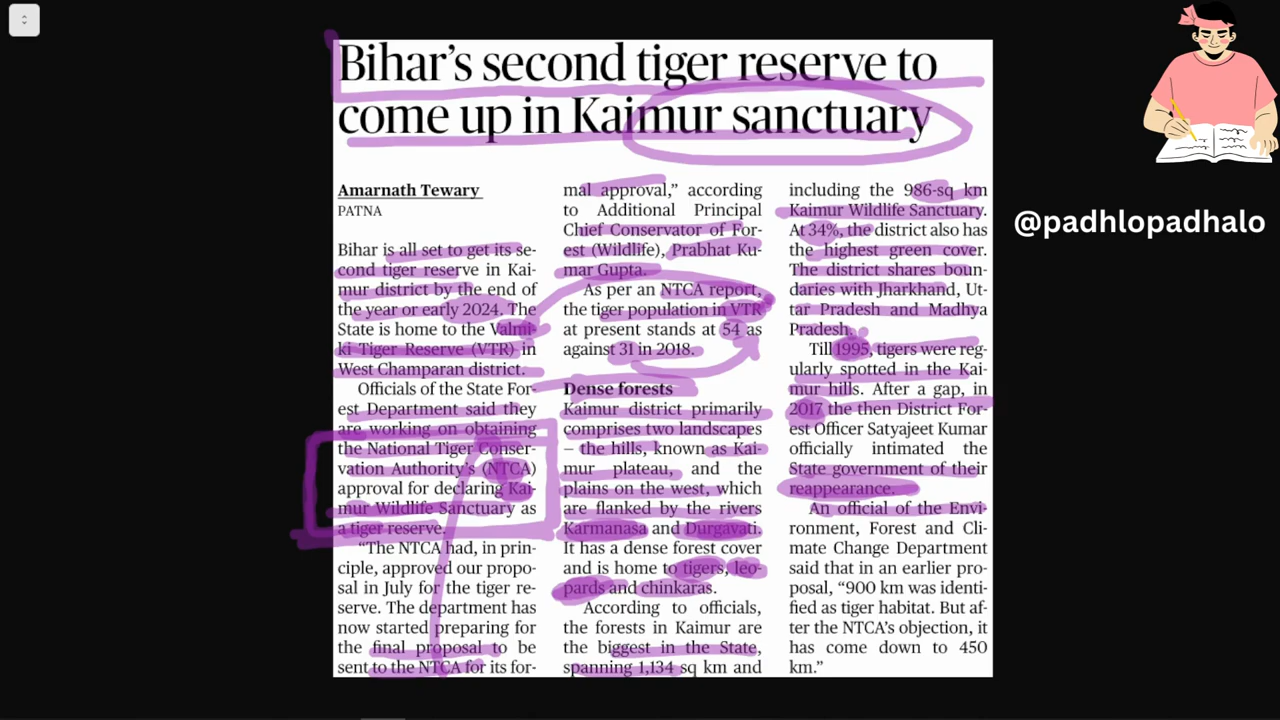 Bihar's second tiger reserve to
come up in Kaimur sanctuary
Amarnath Tewary
PATNA
Bihar is all set to get its se-
cond tiger reserve in Kai-
mur district by the end of
the year or early 2024. The
State is home to the Valmi-
ki Tiger Reserve (VTR) in
West Champaran district.
Officials of the State For-
est Department said they
are working on obtaining
the National Tiger Conser-
vation Authority's (NTCA)
approval for declaring Kai-
mur Wildlife Sanctuary as
a tiger reserve.
“The NTCA had, in prin-
ciple, approved our propo-
sal in July for the tiger re-
serve. The department has
now started preparing for
the final proposal to be
sent to the NTCA for its for-
mal approval,” according
to Additional Principal
Chief Conservator of For-
est (Wildlife), Prabhat Ku-
mar Gupta.
As per an NTCA report,
the tiger population in VTR
at present stands at 54 as
against 31 in 2018.
Dense forests
Kaimur district primarily
comprises two landscapes
– the hills, known as Kai-
mur plateau, and the
plains on the west, which
are flanked by the rivers
Karmanasa and Durgavati.
It has a dense forest cover
and is home to tigers, leo-
pards and chinkaras.
According to officials,
the forests in Kaimur are
the biggest in the State,
spanning 1,134 sq km and
including the 986-sq km
Kaimur Wildlife Sanctuary.
At 34%, the district also has
the highest green cover.
The district shares boun-
daries with Jharkhand, Ut-
tar Pradesh and Madhya
Pradesh.
Till 1995, tigers were reg-
ularly spotted in the Kai-
mur hills. After a gap, in
2017 the then District For-
est Officer Satyajeet Kumar
officially intimated the
State government of their
reappearance.
An official of the Envi-
ronment, Forest and Cli-
mate Change Department
said that in an earlier pro-
posal, “900 km was identi-
fied as tiger habitat. But af-
ter the NTCA's objection, it
has come down to 450
km.”
@padhlopadhalo